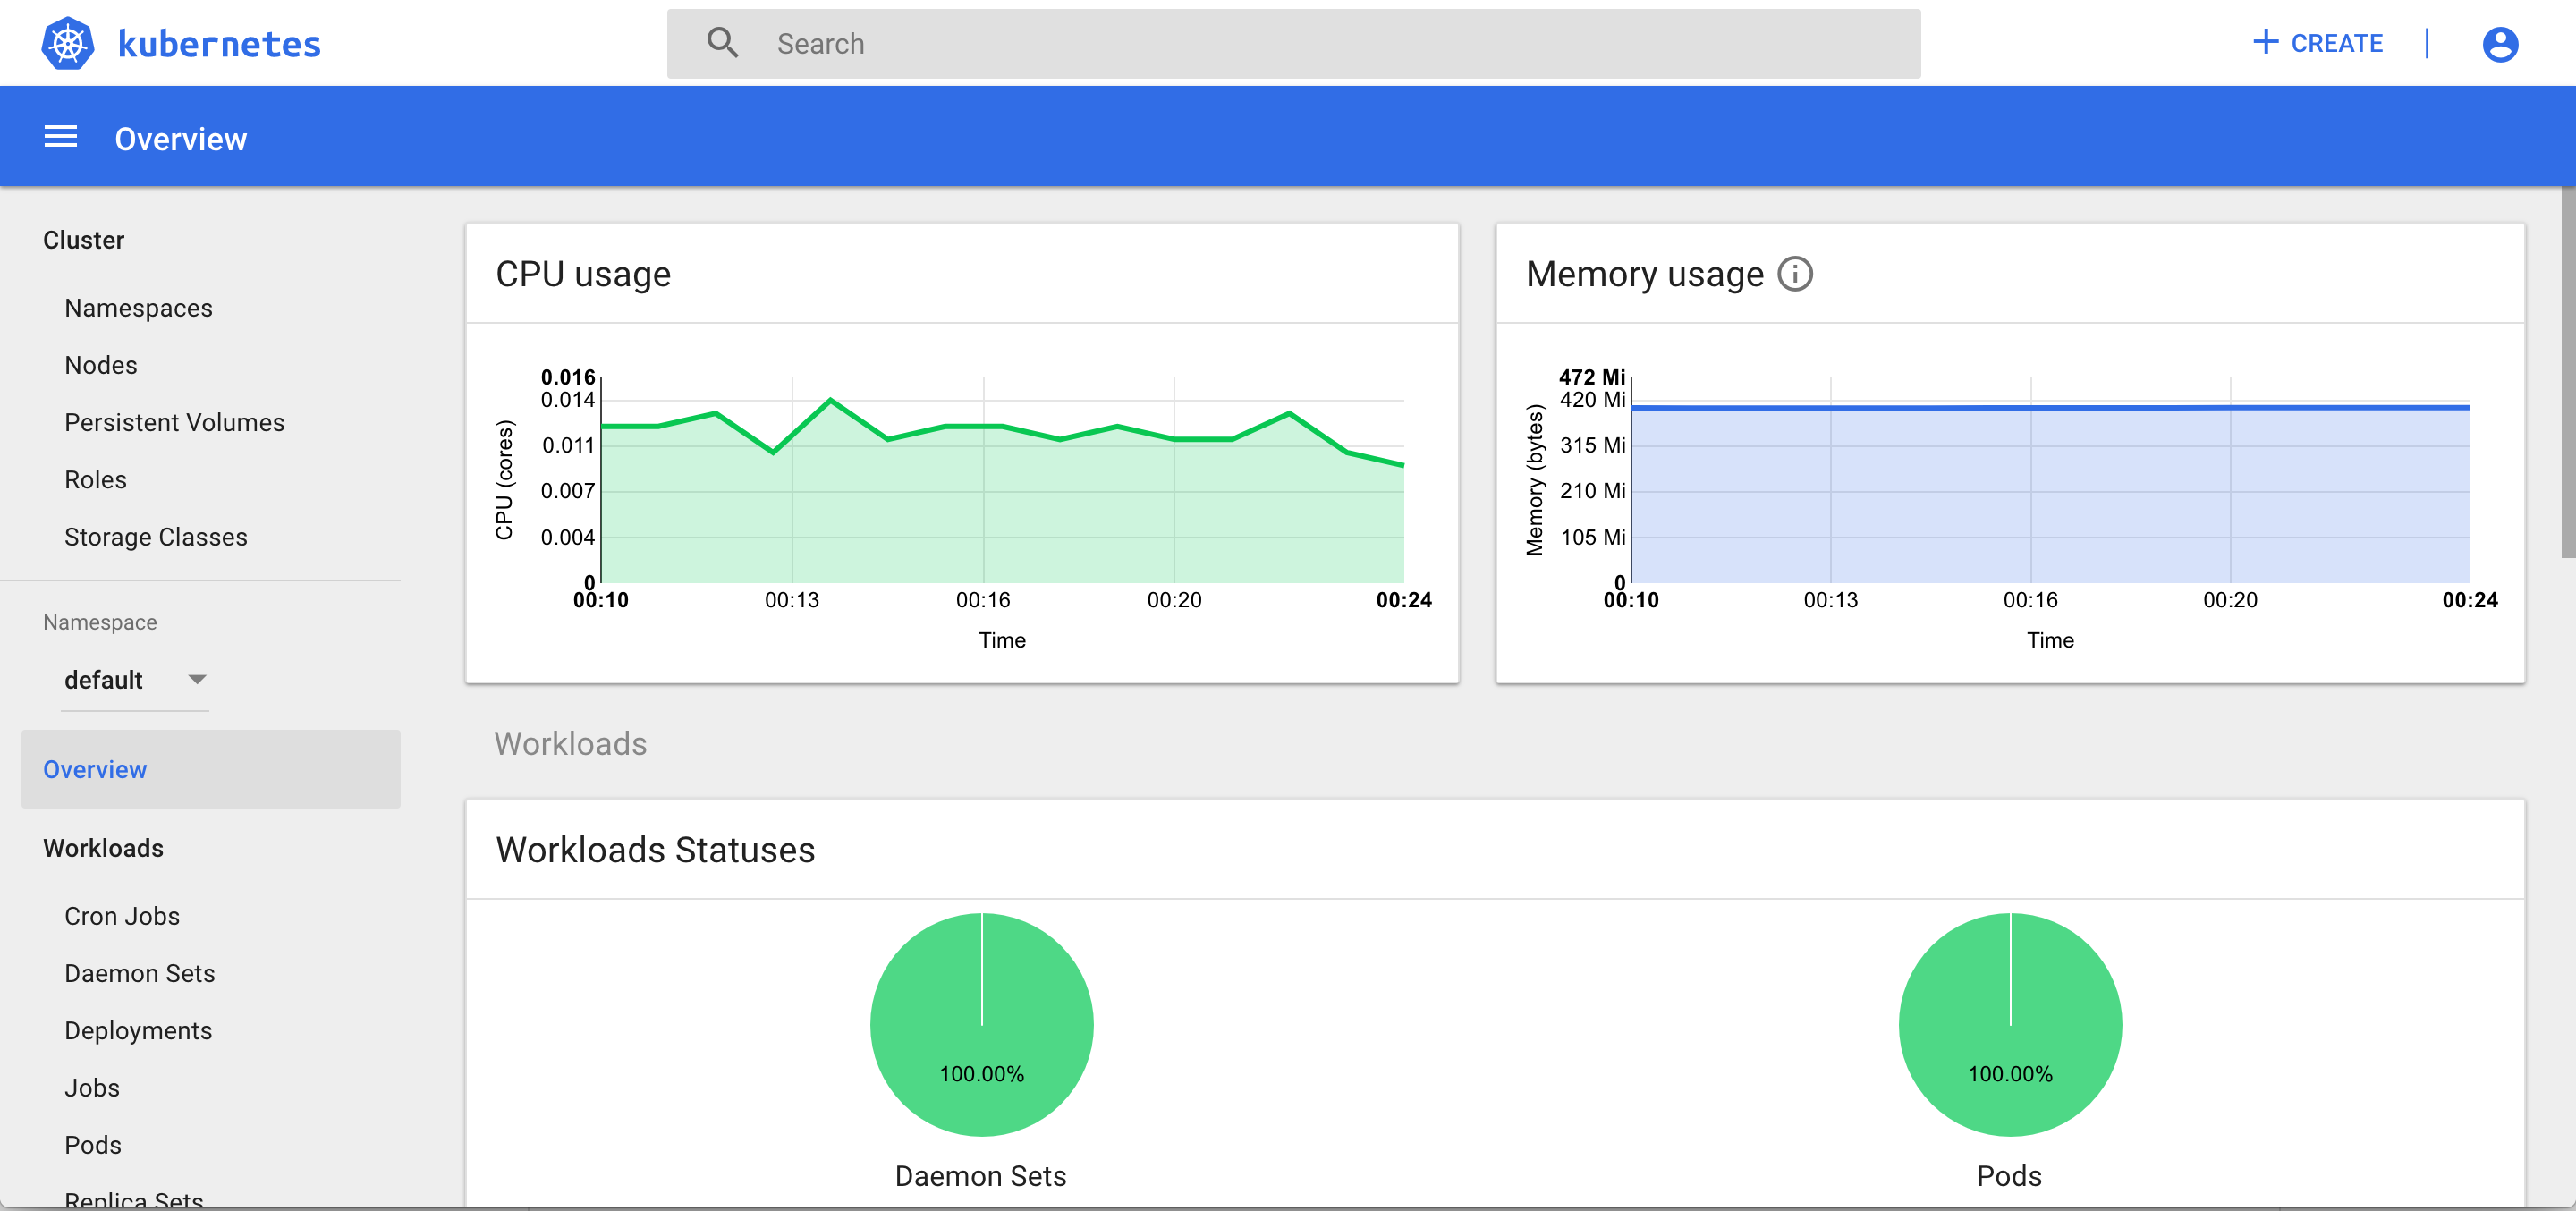 kubernetes
Search
CREATE
Overview
Cluster
Namespaces
Nodes
Persistent Volumes
Roles
Storage Classes
Namespace
default
Overview
Workloads
Cron Jobs
Daemon Sets
Deployments
Jobs
Pods
Replica Sets
CPU usage
CPU (cores)
0.016
0.014
0.011
0.007
0.004
0
00:10 00:13 00:16 00:20 00:24
Time
Memory usage
Memory (bytes)
472 Mi
420 Mi
315 Mi
210 Mi
105 Mi
0
00:10 00:13 00:16 00:20 00:24
Time
Workloads
Workloads Statuses
100.00%
Daemon Sets
100.00%
Pods